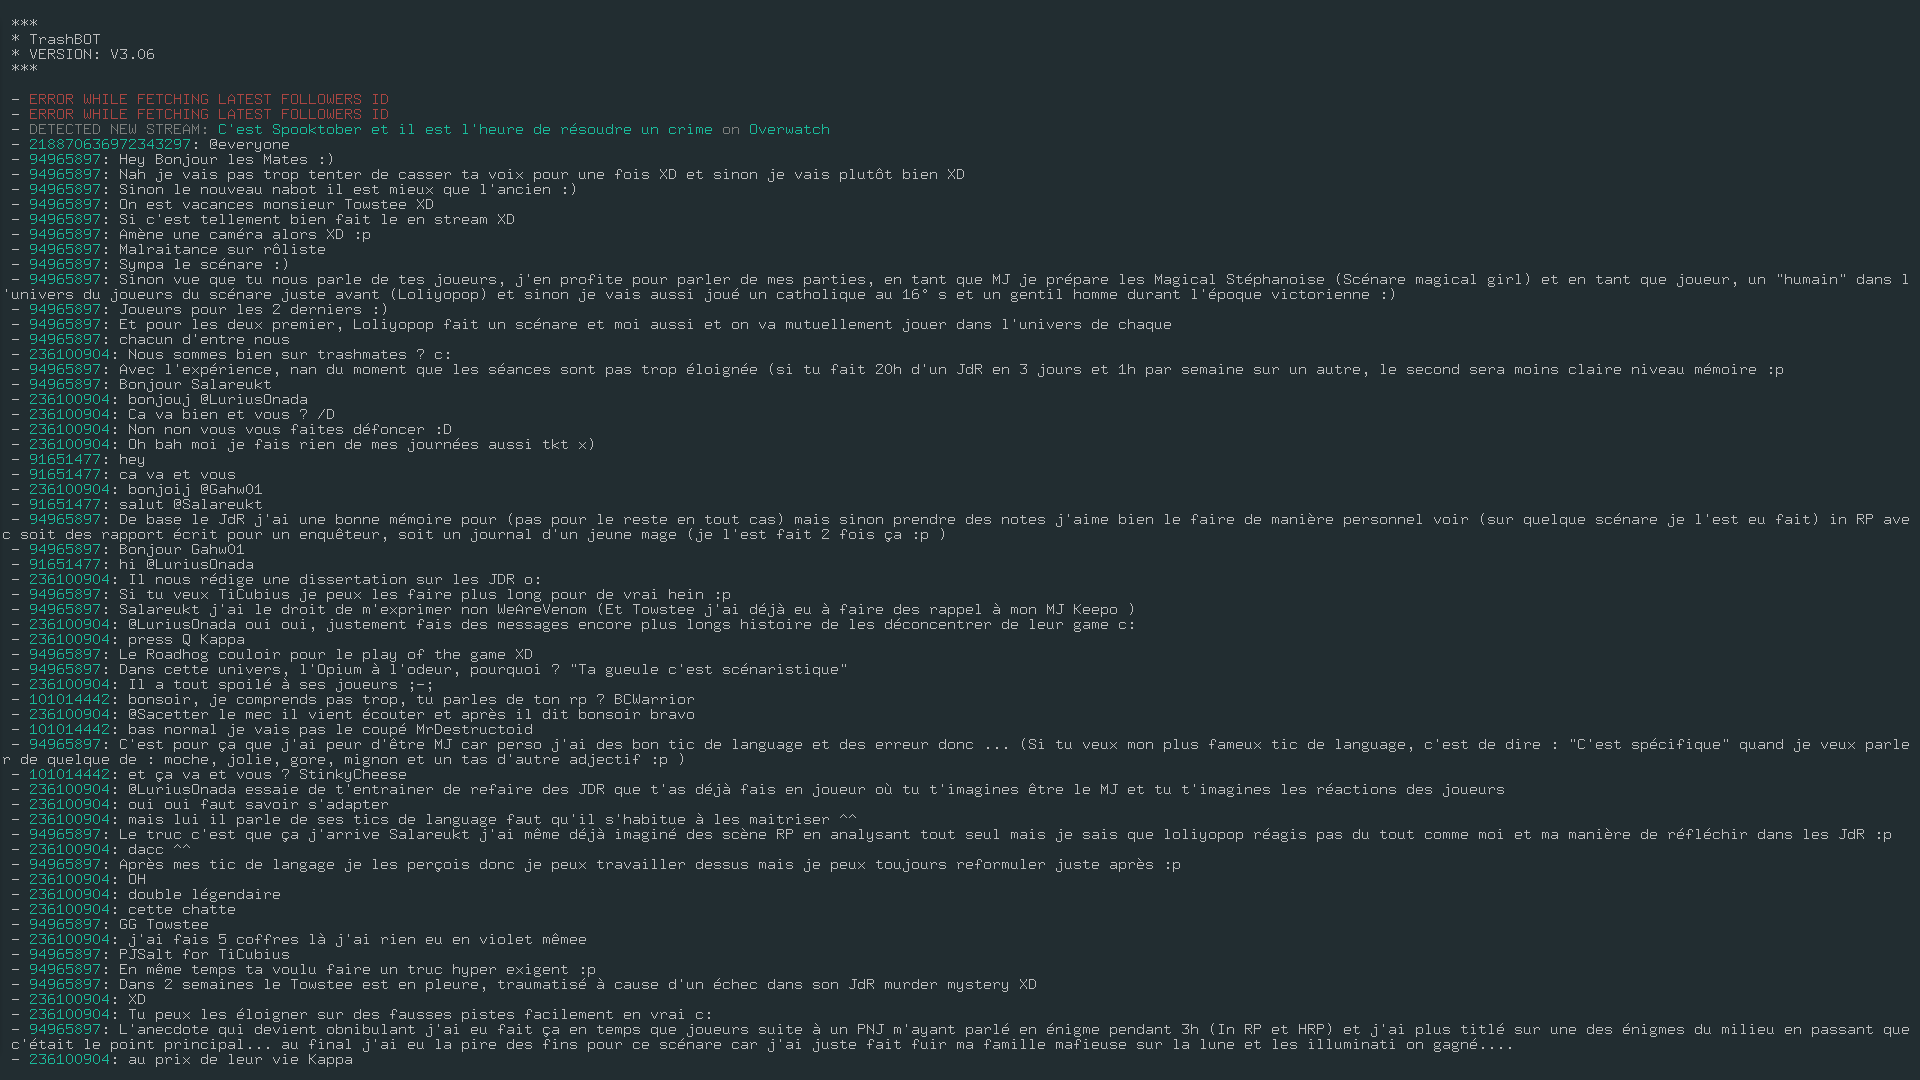 ***
* TrashBOT
* VERSION: V3.06
***
- ERROR WHILE FETCHING LATEST FOLLOWERS ID
- ERROR WHILE FETCHING LATEST FOLLOWERS ID
- DETECTED NEW STREAM: C'est Spooktober et il est l'heure de résoudre un crime on Overwatch
- 218870636972343297: @everyone
- 94965897: Hey Bonjour les Mates :)
- 94965897: Nah je vais pas trop tenter de casser ta voix pour une fois XD et sinon je vais plutôt bien XD
- 94965897: Sinon le nouveau nabot il est mieux que l'ancien :)
- 94965897: On est vacances monsieur Towstee XD
- 94965897: Si c'est tellement bien fait le en stream XD
- 94965897: Amène une caméra alors XD :p
- 94965897: Malraitance sur rôliste
- 94965897: Sympa le scénare :)
- 94965897: Sinon vue que tu nous parle de tes joueurs, j'en profite pour parler de mes parties, en tant que MJ je prépare les Magical Stéphanoise (Scénare magical girl) et en tant que joueur, un "humain" dans l
'univers du joueurs du scénare juste avant (Loliyopop) et sinon je vais aussi joué un catholique au 16° s et un gentil homme durant l'époque victorienne :)
- 94965897: Joueurs pour les 2 derniers :)
- 94965897: Et pour les deux premier, Loliyopop fait un scénare et moi aussi et on va mutuellement jouer dans l'univers de chaque
- 94965897: chacun d'entre nous
- 236100904: Nous sommes bien sur trashmates ? c:
- 94965897: Avec l'expérience, nan du moment que les séances sont pas trop éloignée (si tu fait 20h d'un JdR en 3 jours et 1h par semaine sur un autre, le second sera moins claire niveau mémoire :p
- 94965897: Bonjour Salareukt
- 236100904: bonjouj @LuriusOnada
- 236100904: Ca va bien et vous ? /D
- 236100904: Non non vous vous faites défoncer :D
- 236100904: Oh bah moi je fais rien de mes journées aussi tkt x)
- 91651477: hey
- 91651477: ca va et vous
- 236100904: bonjoij @Gahw01
- 91651477: salut @Salareukt
- 94965897: De base le JdR j'ai une bonne mémoire pour (pas pour le reste en tout cas) mais sinon prendre des notes j'aime bien le faire de manière personnel voir (sur quelque scénare je l'est eu fait) in RP ave
c soit des rapport écrit pour un enquêteur, soit un journal d'un jeune mage (je l'est fait 2 fois ça :p )
- 94965897: Bonjour Gahw01
- 91651477: hi @LuriusOnada
- 236100904: Il nous rédige une dissertation sur les JDR o:
- 94965897: Si tu veux TiCubius je peux les faire plus long pour de vrai hein :p
- 94965897: Salareukt j'ai le droit de m'exprimer non WeAreVenom (Et Towstee j'ai déjà eu à faire des rappel à mon MJ Keepo )
- 236100904: @LuriusOnada oui oui, justement fais des messages encore plus longs histoire de les déconcentrer de leur game c:
- 236100904: press Q Kappa
- 94965897: Le Roadhog couloir pour le play of the game XD
- 94965897: Dans cette univers, l'Opium à l'odeur, pourquoi ? "Ta gueule c'est scénaristique"
- 236100904: Il a tout spoilé à ses joueurs ;-;
- 101014442: bonsoir, je comprends pas trop, tu parles de ton rp ? BCWarrior
- 236100904: @Sacetter le mec il vient écouter et après il dit bonsoir bravo
- 101014442: bas normal je vais pas le coupé MrDestructoid
- 94965897: C'est pour ça que j'ai peur d'être MJ car perso j'ai des bon tic de language et des erreur donc ... (Si tu veux mon plus fameux tic de language, c'est de dire : "C'est spécifique" quand je veux parle
r de quelque de : moche, jolie, gore, mignon et un tas d'autre adjectif :p )
- 101014442: et ça va et vous ? StinkyCheese
- 236100904: @LuriusOnada essaie de t'entrainer de refaire des JDR que t'as déjà fais en joueur où tu t'imagines être le MJ et tu t'imagines les réactions des joueurs
- 236100904: oui oui faut savoir s'adapter
- 236100904: mais lui il parle de ses tics de language faut qu'il s'habitue à les maitriser ^^
- 94965897: Le truc c'est que ça j'arrive Salareukt j'ai même déjà imaginé des scène RP en analysant tout seul mais je sais que loliyopop réagis pas du tout comme moi et ma manière de réfléchir dans les JdR :p
- 236100904: dacc ^^
- 94965897: Après mes tic de langage je les perçois donc je peux travailler dessus mais je peux toujours reformuler juste après :p
- 236100904: OH
- 236100904: double légendaire
- 236100904: cette chatte
- 94965897: GG Towstee
- 236100904: j'ai fais 5 coffres là j'ai rien eu en violet mêmee
- 94965897: PJSalt for TiCubius
- 94965897: En même temps ta voulu faire un truc hyper exigent :p
- 94965897: Dans 2 semaines le Towstee est en pleure, traumatisé à cause d'un échec dans son JdR murder mystery XD
- 236100904: XD
- 236100904: Tu peux les éloigner sur des fausses pistes facilement en vrai c:
- 94965897: L'anecdote qui devient obnibulant j'ai eu fait ça en temps que joueurs suite à un PNJ m'ayant parlé en énigme pendant 3h (In RP et HRP) et j'ai plus titlé sur une des énigmes du milieu en passant que
c'était le point principal... au final j'ai eu la pire des fins pour ce scénare car j'ai juste fait fuir ma famille mafieuse sur la lune et les illuminati on gagné....
- 236100904: au prix de leur vie Kappa